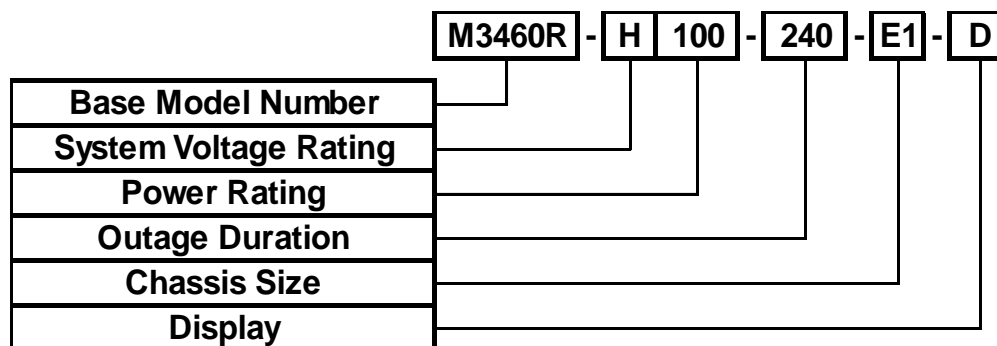 M3460R - H 100 - 240 - E1 - D
Base Model Number
System Voltage Rating
Power Rating
Outage Duration
Chassis Size
Display